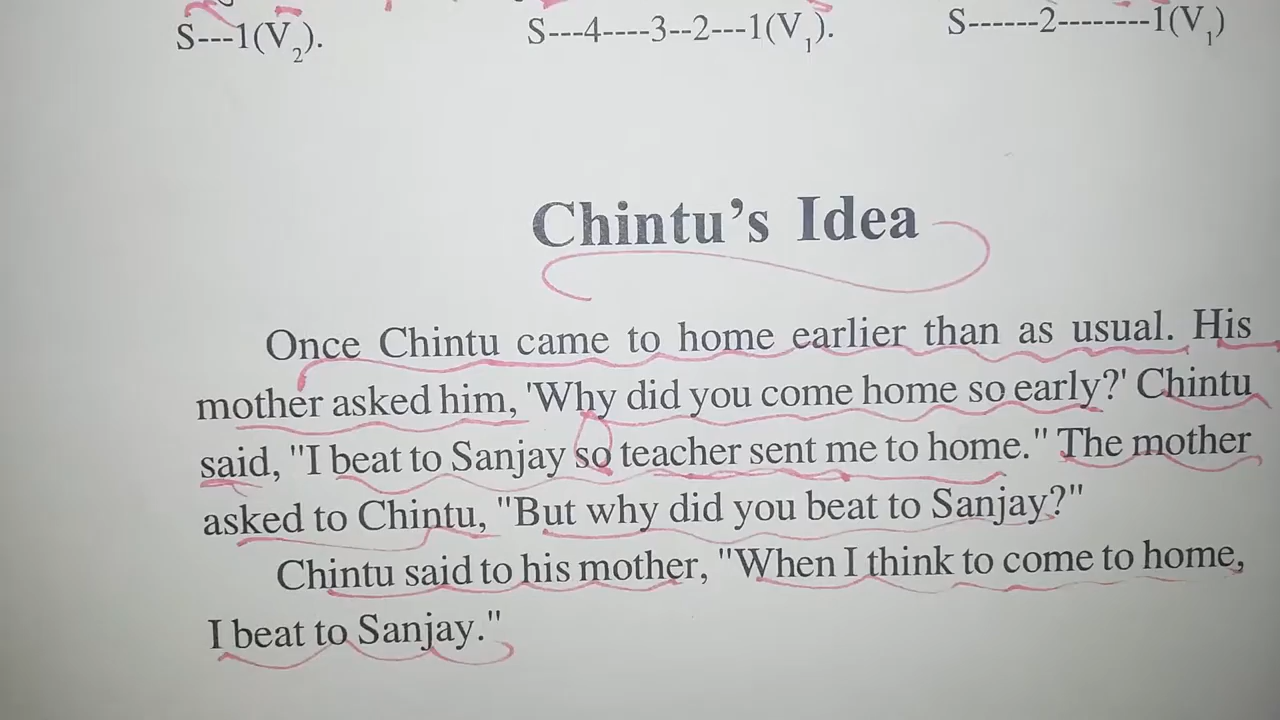 S---1(V₂). S---4----3--2---1(V₁). S------2--------1(V₁)
Chintu’s Idea
Once Chintu came to home earlier than as usual. His
mother asked him, 'Why did you come home so early?' Chintu
said, "I beat to Sanjay so teacher sent me to home." The mother
asked to Chintu, "But why did you beat to Sanjay?"
Chintu said to his mother, "When I think to come to home,
I beat to Sanjay."